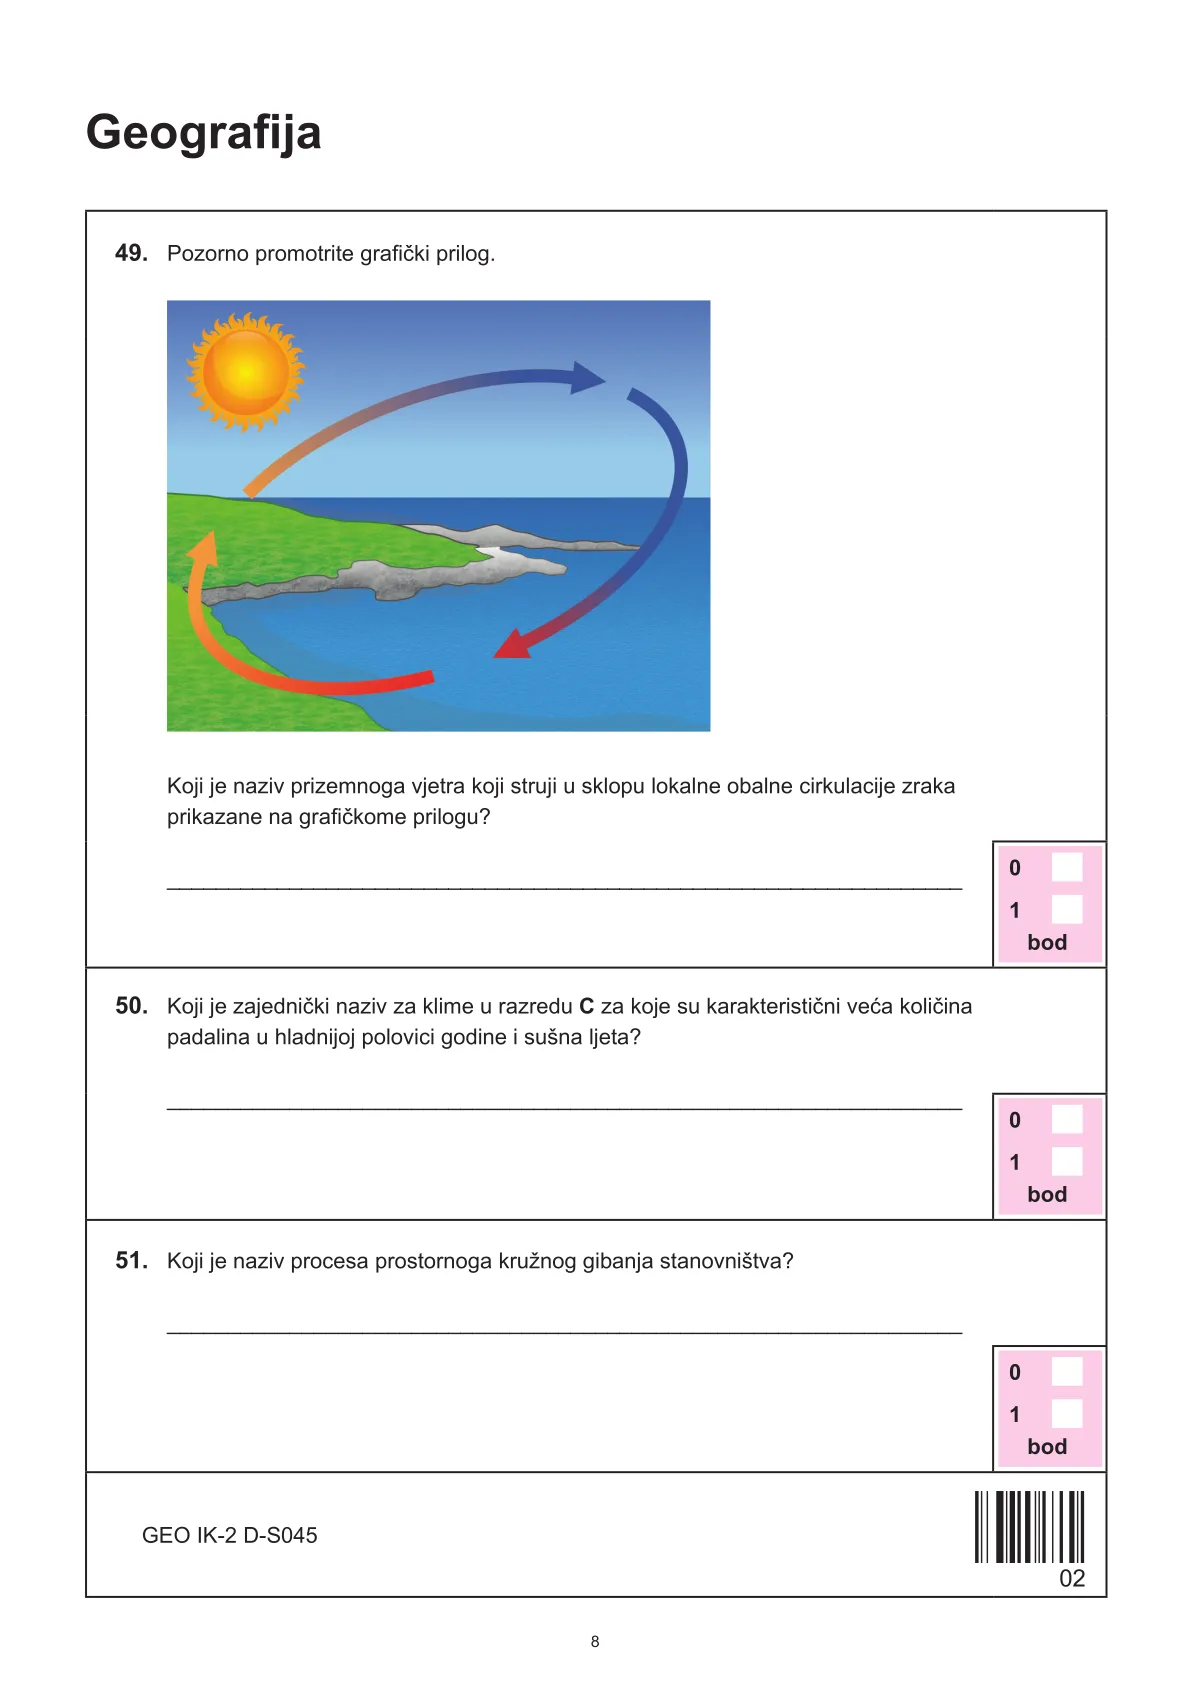 Geografija
49. Pozorno promotrite grafički prilog.
Koji je naziv prizemnoga vjetra koji struji u sklopu lokalne obalne cirkulacije zraka
prikazane na grafičkome prilogu?
0
1
bod
50. Koji je zajednički naziv za klime u razredu C za koje su karakteristični veća količina
padalina u hladnijoj polovici godine i sušna ljeta?
0
1
bod
51. Koji je naziv procesa prostornoga kružnog gibanja stanovništva?
0
1
bod
GEO IK-2 D-S045
02
8